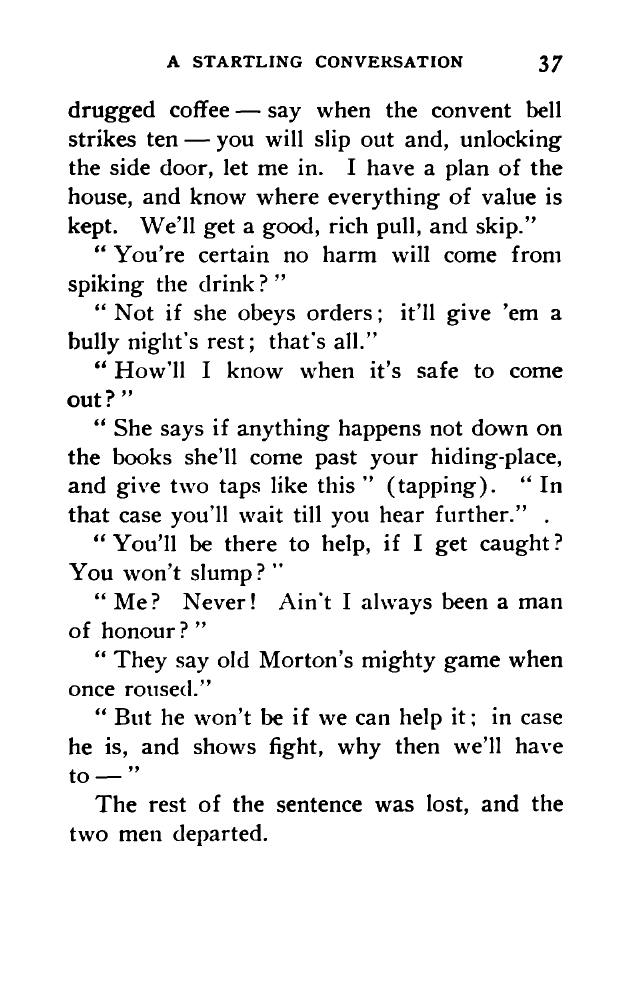 A STARTLING CONVERSATION 37
drugged coffee — say when the convent bell
strikes ten — you will slip out and, unlocking
the side door, let me in. I have a plan of the
house, and know where everything of value is
kept. We'll get a good, rich pull, and skip."
"You're certain no harm will come from
spiking the drink?"
"Not if she obeys orders; it'll give 'em a
bully night's rest; that's all."
"How'll I know when it's safe to come
out?"
"She says if anything happens not down on
the books she'll come past your hiding-place,
and give two taps like this" (tapping). "In
that case you'll wait till you hear further." .
"You'll be there to help, if I get caught?
You won't slump?"
"Me? Never! Ain't I always been a man
of honour?"
"They say old Morton's mighty game when
once roused."
"But he won't be if we can help it; in case
he is, and shows fight, why then we'll have
to — "
The rest of the sentence was lost, and the
two men departed.